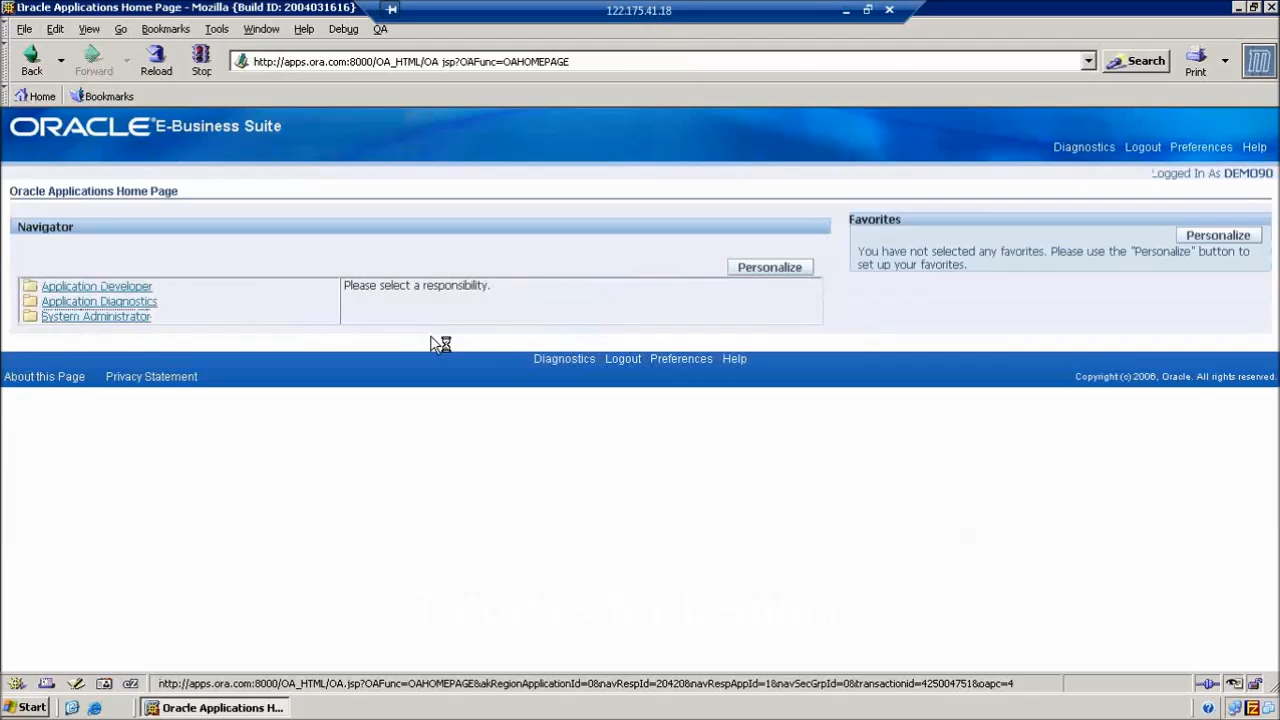 Oracle Applications Home Page - Mozilla {Build ID: 2004031616}
122.175.41.18
File Edit View Go Bookmarks Tools Window Help Debug QA
http://apps.ora.com:8000/OA_HTML/OA jsp?OAFunc=OAHOMEPAGE
Search
Back Forward Reload Stop Print
Home Bookmarks
ORACLE E-Business Suite
Diagnostics Logout Preferences Help
Logged In As DEMO90
Oracle Applications Home Page
Navigator
Personalize
Application Developer
Application Diagnostics
System Administrator
Please select a responsibility.
Favorites
Personalize
You have not selected any favorites. Please use the "Personalize" button to
set up your favorites.
Diagnostics Logout Preferences Help
About this Page Privacy Statement
Copyright (c) 2006, Oracle. All rights reserved.
Tutorials for beginners
http://apps.ora.com:8000/OA_HTML/OA.jsp?OAFunc=OAHOMEPAGE&akRegionApplicationId=0&navRespId=20420&navRespAppId=1&navSecGrpId=0&transactionid=425004751&oapc=4
Start Oracle Applications H...